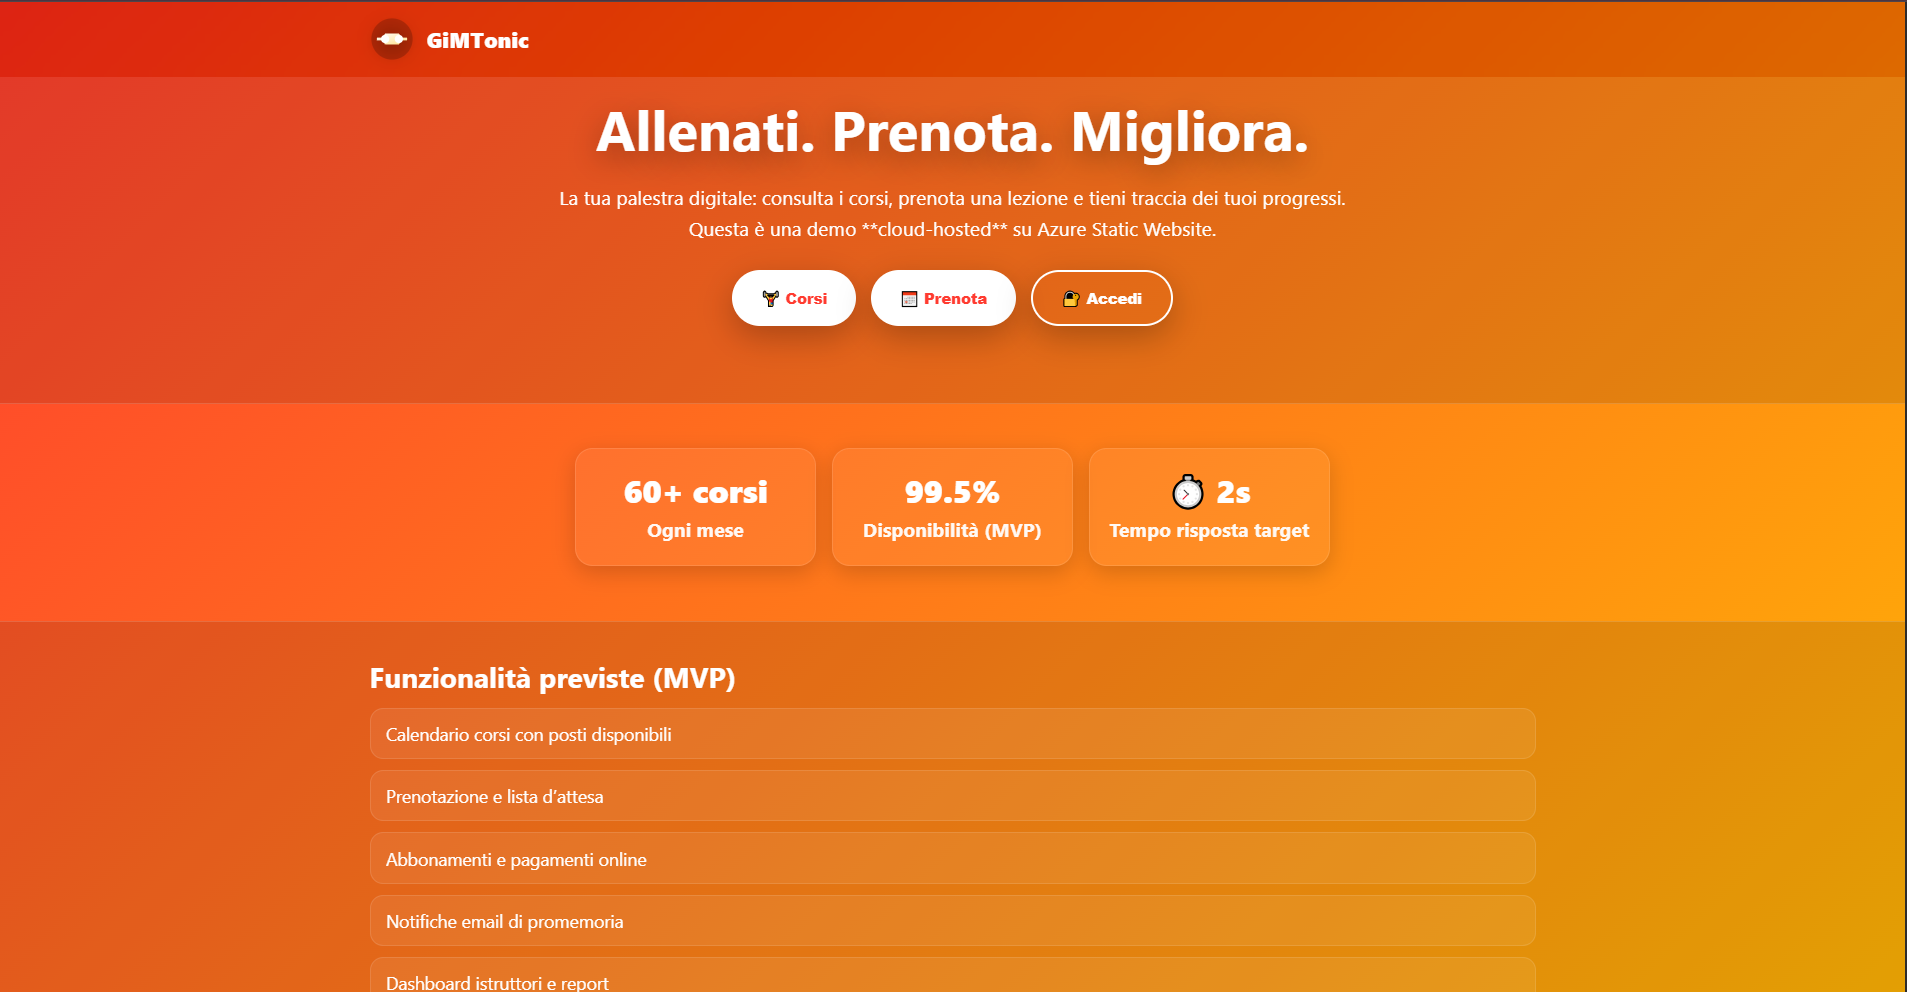 GiMTonic
Allenati. Prenota. Migliora.
La tua palestra digitale: consulta i corsi, prenota una lezione e tieni traccia dei tuoi progressi.
Questa è una demo **cloud-hosted** su Azure Static Website.
Corsi
Prenota
Accedi
60+ corsi
Ogni mese
99.5%
Disponibilità (MVP)
2s
Tempo risposta target
Funzionalità previste (MVP)
Calendario corsi con posti disponibili
Prenotazione e lista d’attesa
Abbonamenti e pagamenti online
Notifiche email di promemoria
Dashboard istruttori e report